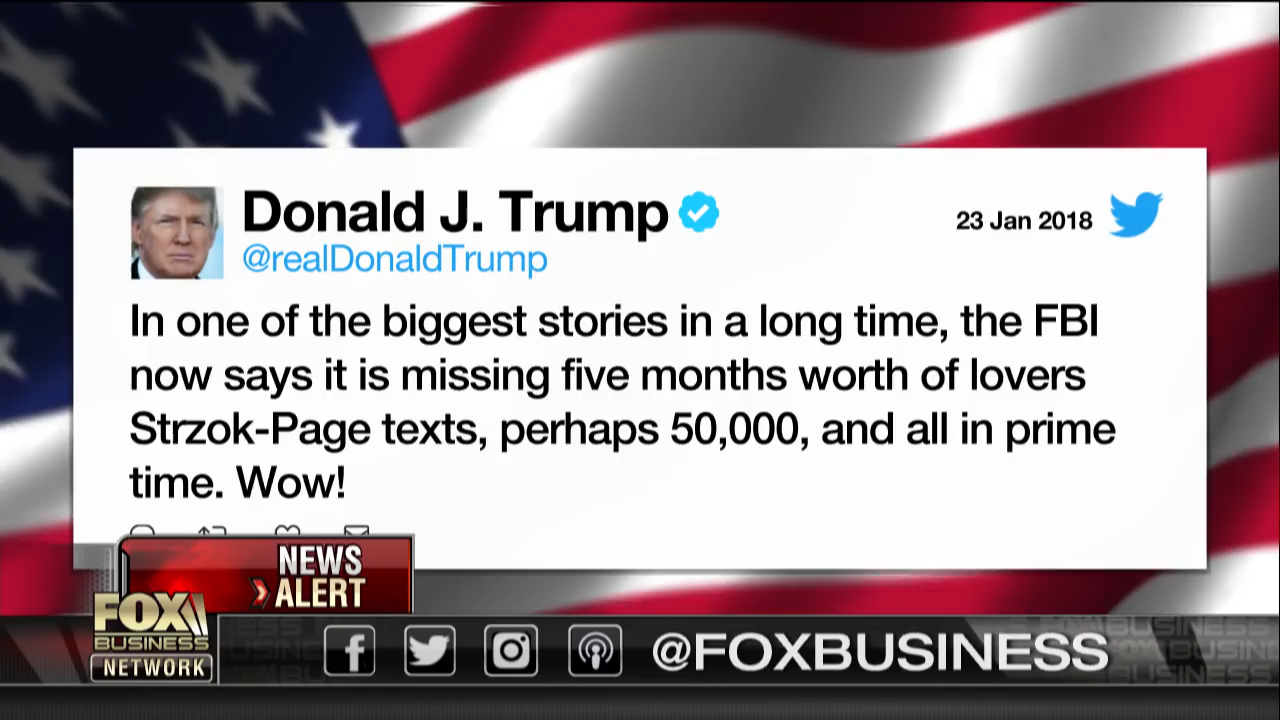 Donald J. Trump
@realDonaldTrump
23 Jan 2018
In one of the biggest stories in a long time, the FBI
now says it is missing five months worth of lovers
Strzok-Page texts, perhaps 50,000, and all in prime
time. Wow!
NEWS
ALERT
FOX
BUSINESS
NETWORK
@FOXBUSINESS